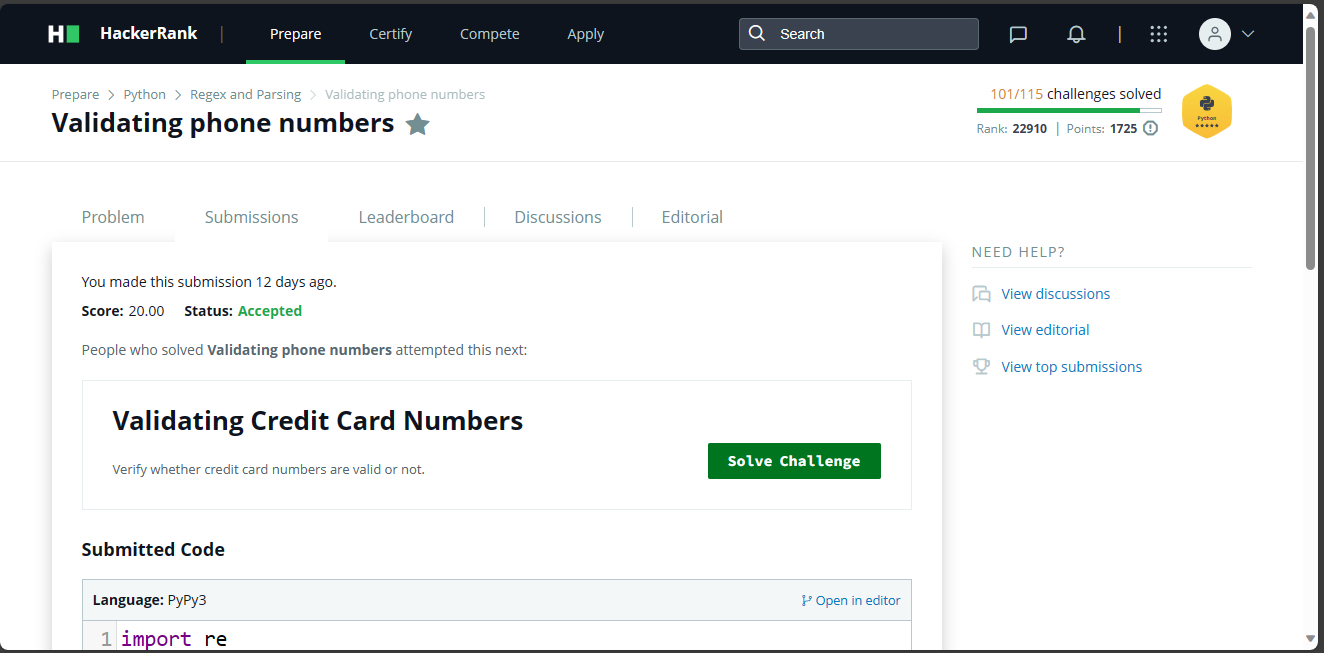 H HackerRank | Prepare Certify Compete Apply Search |
Prepare > Python > Regex and Parsing > Validating phone numbers
Validating phone numbers
101/115 challenges solved
Rank: 22910 | Points: 1725
Python
Problem Submissions Leaderboard Discussions Editorial
You made this submission 12 days ago.
Score: 20.00 Status: Accepted
People who solved Validating phone numbers attempted this next:
Validating Credit Card Numbers
Verify whether credit card numbers are valid or not.
Solve Challenge
Submitted Code
Language: PyPy3 Open in editor
1 import re
NEED HELP?
View discussions
View editorial
View top submissions